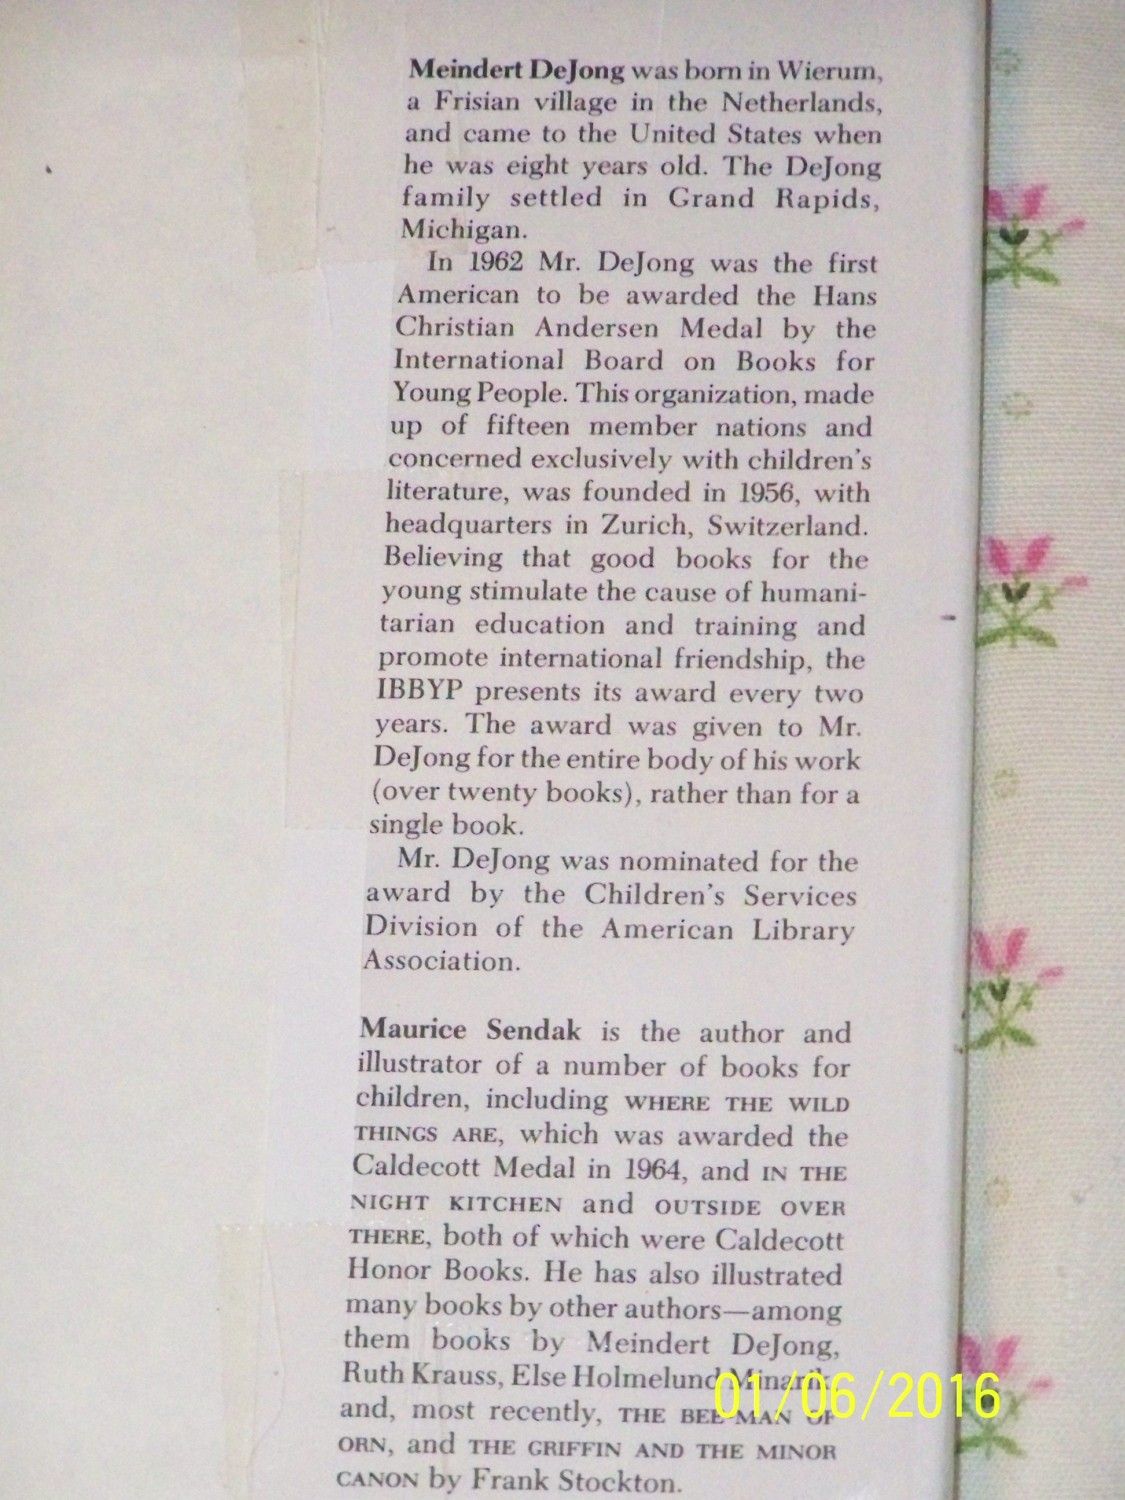 Meindert DeJong was born in Wierum,
a Frisian village in the Netherlands,
and came to the United States when
he was eight years old. The DeJong
family settled in Grand Rapids,
Michigan.
In 1962 Mr. DeJong was the first
American to be awarded the Hans
Christian Andersen Medal by the
International Board on Books for
Young People. This organization, made
up of fifteen member nations and
concerned exclusively with children's
literature, was founded in 1956, with
headquarters in Zurich, Switzerland.
Believing that good books for the
young stimulate the cause of humani-
tarian education and training and
promote international friendship, the
IBBYP presents its award every two
years. The award was given to Mr.
DeJong for the entire body of his work
(over twenty books), rather than for a
single book.
Mr. DeJong was nominated for the
award by the Children's Services
Division of the American Library
Association.
Maurice Sendak is the author and
illustrator of a number of books for
children, including WHERE THE WILD
THINGS ARE, which was awarded the
Caldecott Medal in 1964, and IN THE
NIGHT KITCHEN and OUTSIDE OVER
THERE, both of which were Caldecott
Honor Books. He has also illustrated
many books by other authors—among
them books by Meindert DeJong,
Ruth Krauss, Else Holmelund Minarik,
and, most recently, THE BEE-MAN OF
ORN, and THE GRIFFIN AND THE MINOR
CANON by Frank Stockton.
01/06/2016